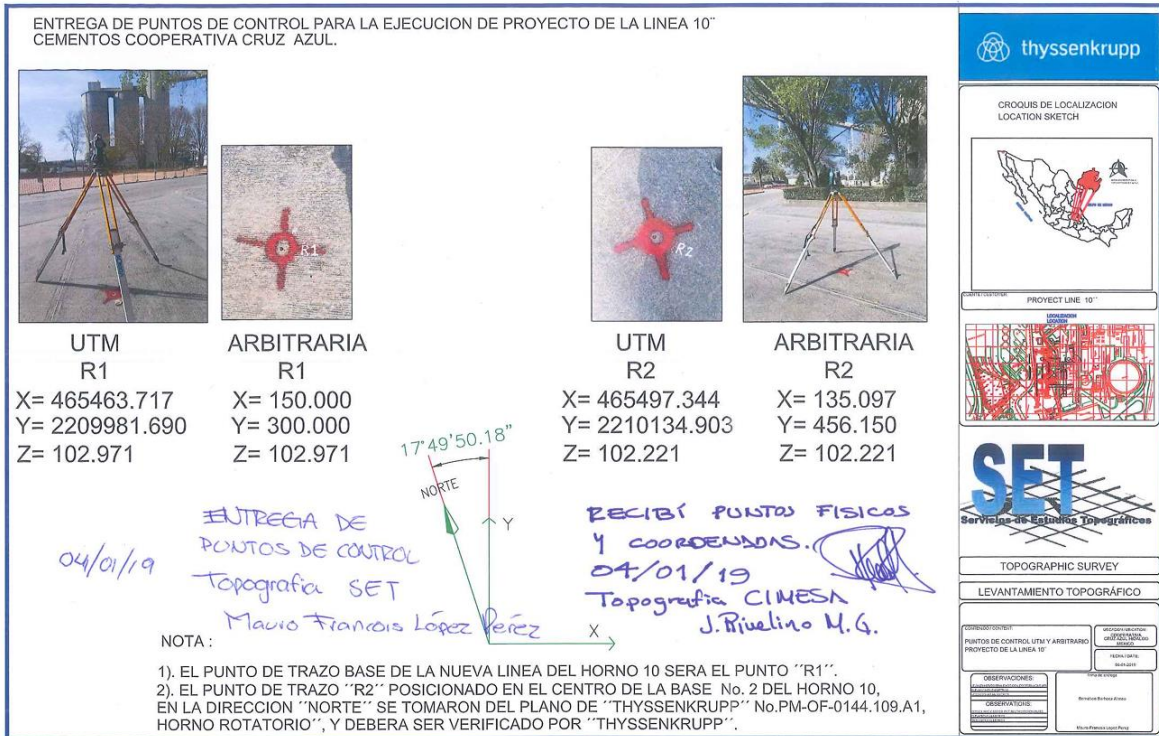 ENTREGA DE PUNTOS DE CONTROL PARA LA EJECUCION DE PROYECTO DE LA LINEA 10¨
CEMENTOS COOPERATIVA CRUZ AZUL.
R1
R2
UTM
R1
X= 465463.717
Y= 2209981.690
Z= 102.971
ARBITRARIA
R1
X= 150.000
Y= 300.000
Z= 102.971
UTM
R2
X= 465497.344
Y= 2210134.903
Z= 102.221
ARBITRARIA
R2
X= 135.097
Y= 456.150
Z= 102.221
17°49'50.18"
NORTE
Y
X
04/01/19
ENTREGA DE
PUNTOS DE CONTROL
Topografia SET
Mauro Francois López Perez
RECIBÍ PUNTOS FISICOS
Y COORDENADAS.
04/01/19
Topografia CIMESA
J. Rivelino M.G.
NOTA :
1). EL PUNTO DE TRAZO BASE DE LA NUEVA LINEA DEL HORNO 10 SERA EL PUNTO ´´R1´´.
2). EL PUNTO DE TRAZO ´´R2´´ POSICIONADO EN EL CENTRO DE LA BASE No. 2 DEL HORNO 10,
EN LA DIRECCION ´´NORTE´´ SE TOMARON DEL PLANO DE ´´THYSSENKRUPP´´ No.PM-OF-0144.109.A1,
HORNO ROTATORIO´´, Y DEBERA SER VERIFICADO POR ´´THYSSENKRUPP´´.
thyssenkrupp
CROQUIS DE LOCALIZACION
LOCATION SKETCH
PROYECT LINE 10¨
LOCALIZACION
LOCATION
SET
Servicios de Estudios Topográficos
TOPOGRAPHIC SURVEY
LEVANTAMIENTO TOPOGRÁFICO
PUNTOS DE CONTROL UTM Y ARBITRARIO
PROYECTO DE LA LINEA 10¨
OBSERVACIONES:
OBSERVATIONS: